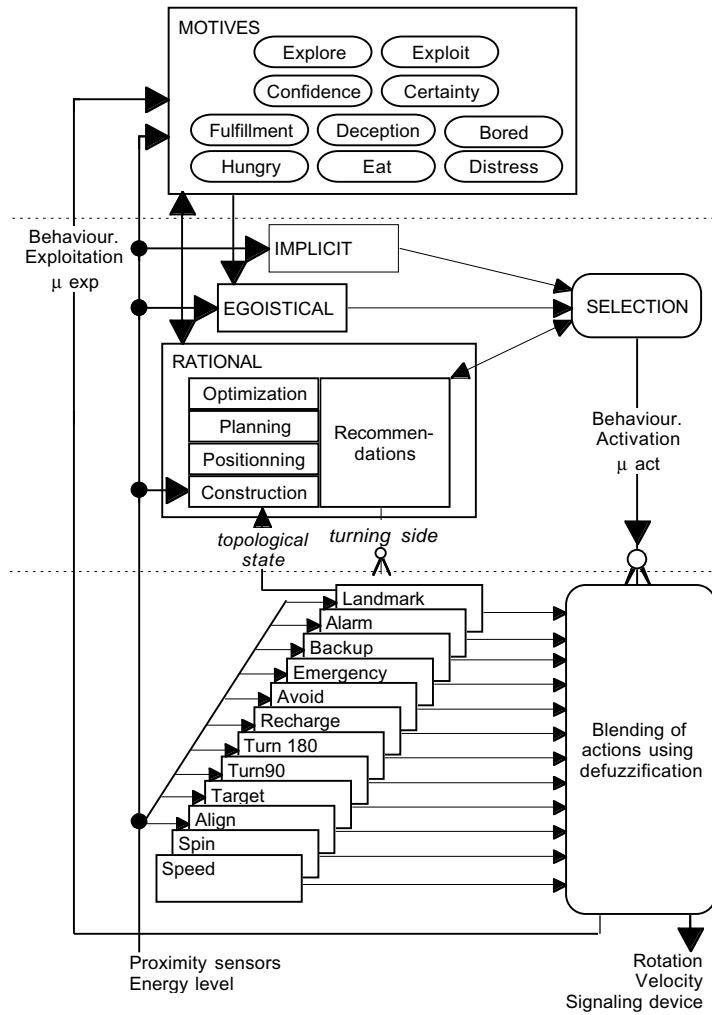 MOTIVES
Explore
Exploit
Confidence
Certainty
Fulfillment
Deception
Bored
Hungry
Eat
Distress
Behaviour.
Exploitation
μ exp
IMPLICIT
EGOISTICAL
SELECTION
RATIONAL
Optimization
Planning
Positionning
Construction
Recommen-
dations
Behaviour.
Activation
μ act
topological
state
turning side
Landmark
Alarm
Backup
Emergency
Avoid
Recharge
Turn 180
Turn90
Target
Align
Spin
Speed
Blending of
actions using
defuzzification
Proximity sensors
Energy level
Rotation
Velocity
Signaling device